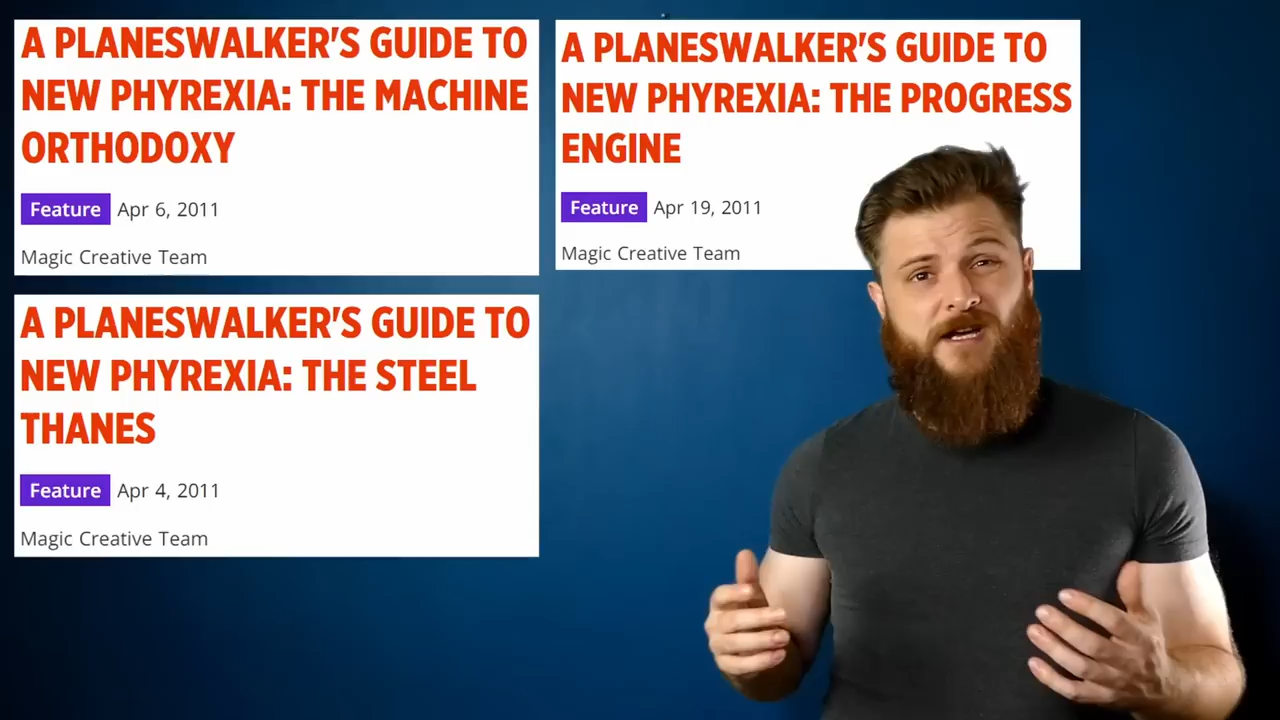 A PLANESWALKER'S GUIDE TO
NEW PHYREXIA: THE MACHINE
ORTHODOXY
Feature Apr 6, 2011
Magic Creative Team
A PLANESWALKER'S GUIDE TO
NEW PHYREXIA: THE PROGRESS
ENGINE
Feature Apr 19, 2011
Magic Creative Team
A PLANESWALKER'S GUIDE TO
NEW PHYREXIA: THE STEEL
THANES
Feature Apr 4, 2011
Magic Creative Team